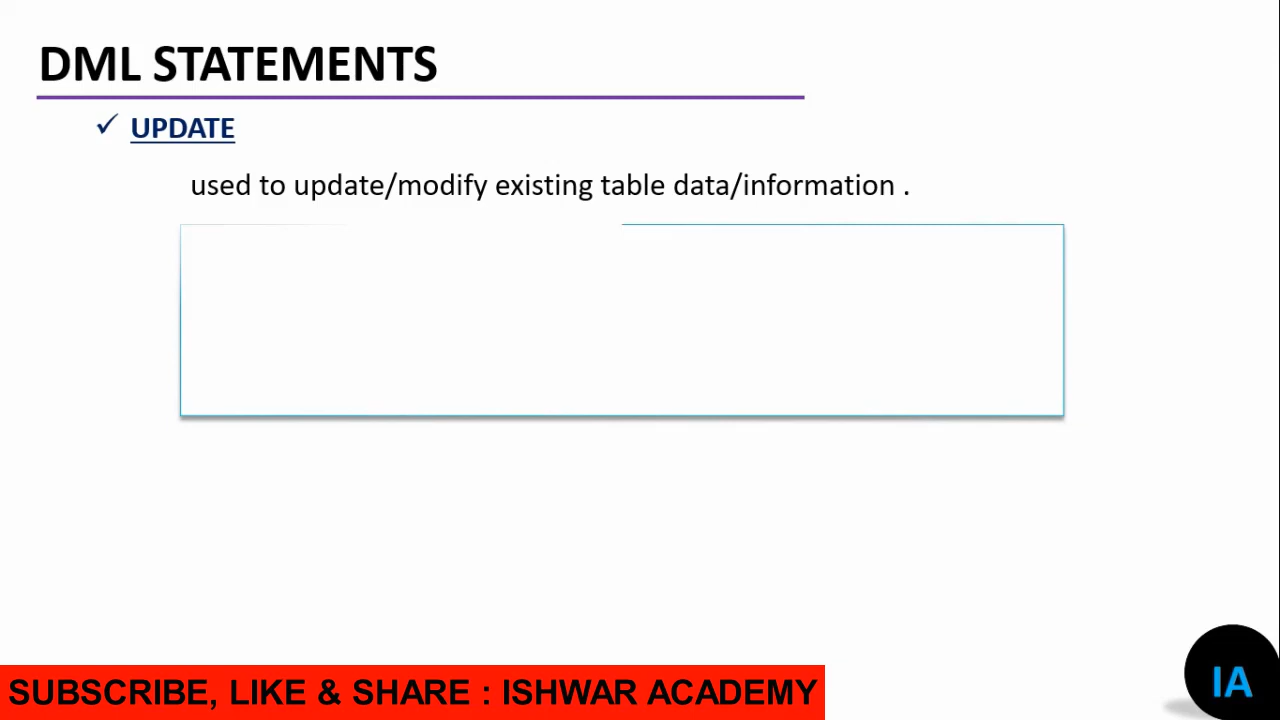 DML STATEMENTS
✓ UPDATE
used to update/modify existing table data/information .
SUBSCRIBE, LIKE & SHARE : ISHWAR ACADEMY
IA